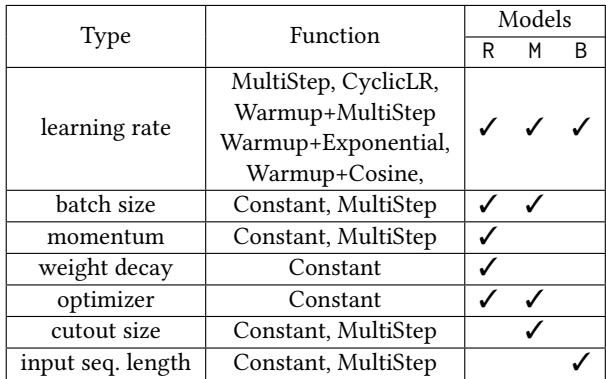 Type Function Models
R M B
learning rate MultiStep, CyclicLR,
Warmup+MultiStep
Warmup+Exponential,
Warmup+Cosine, ✓ ✓ ✓
batch size Constant, MultiStep ✓ ✓
momentum Constant, MultiStep ✓
weight decay Constant ✓
optimizer Constant ✓ ✓
cutout size Constant, MultiStep ✓
input seq. length Constant, MultiStep ✓